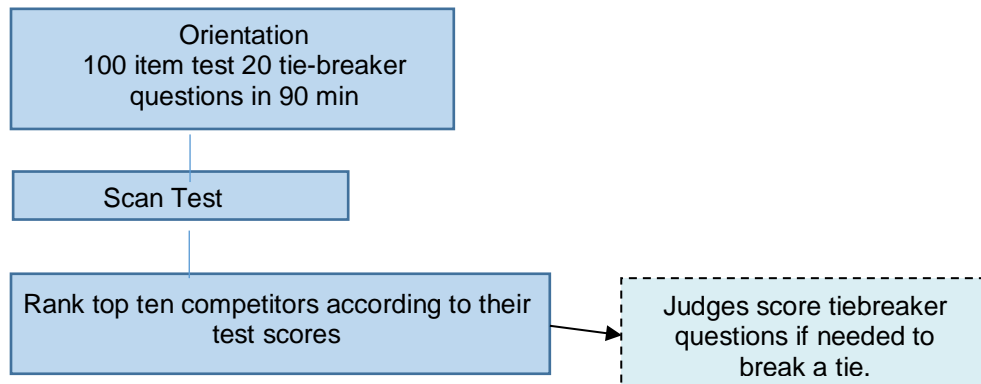 Orientation
100 item test 20 tie-breaker
questions in 90 min
Scan Test
Rank top ten competitors according to their
test scores
Judges score tiebreaker
questions if needed to
break a tie.